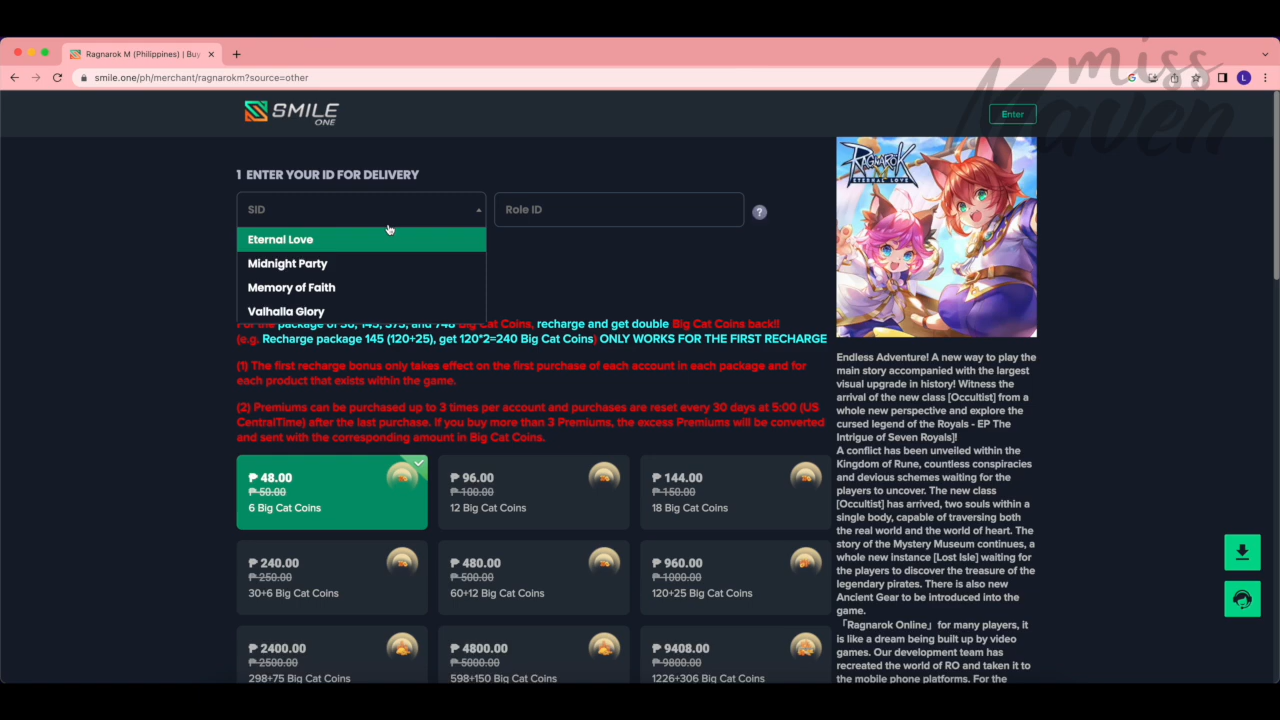 Ragnarok M (Philippines) | Buy
smile.one/ph/merchant/ragnarokm?source=other
L
miss
Maven
SMILE
ONE
Enter
1 ENTER YOUR ID FOR DELIVERY
SID
Role ID
?
Eternal Love
Midnight Party
Memory of Faith
Valhalla Glory
For the package of 36, 145, 373, and 748 Big Cat Coins, recharge and get double Big Cat Coins back!!
(e.g. Recharge package 145 (120+25), get 120*2=240 Big Cat Coins) ONLY WORKS FOR THE FIRST RECHARGE
(1) The first recharge bonus only takes effect on the first purchase of each account in each package and for
each product that exists within the game.
(2) Premiums can be purchased up to 3 times per account and purchases are reset every 30 days at 5:00 (US
CentralTime) after the last purchase. If you buy more than 3 Premiums, the excess Premiums will be converted
and sent with the corresponding amount in Big Cat Coins.
₱ 48.00
₱ 50.00
6 Big Cat Coins
₱ 96.00
₱ 100.00
12 Big Cat Coins
₱ 144.00
₱ 150.00
18 Big Cat Coins
₱ 240.00
₱ 250.00
30+6 Big Cat Coins
₱ 480.00
₱ 500.00
60+12 Big Cat Coins
₱ 960.00
₱ 1000.00
120+25 Big Cat Coins
₱ 2400.00
₱ 2500.00
298+75 Big Cat Coins
₱ 4800.00
₱ 5000.00
598+150 Big Cat Coins
₱ 9408.00
₱ 9800.00
1226+306 Big Cat Coins
RAGNAROK
ETERNAL LOVE
Endless Adventure! A new way to play the
main story accompanied with the largest
visual upgrade in history! Witness the
arrival of the new class [Occultist] from a
whole new perspective and explore the
cursed legend of the Royals - EP The
Intrigue of Seven Royals]!
A conflict has been unveiled within the
Kingdom of Rune, countless conspiracies
and devious schemes waiting for the
players to uncover. The new class
[Occultist] has arrived, two souls within a
single body, capable of traversing both
the real world and the world of heart. The
story of the Mystery Museum continues, a
whole new instance [Lost Isle] waiting for
the players to discover the treasure of the
legendary pirates. There is also new
Ancient Gear to be introduced into the
game.
「Ragnarok Online」for many players, it
is like a dream being built up by video
games. Our development team has
recreated the world of RO and taken it to
the mobile phone platforms. For the